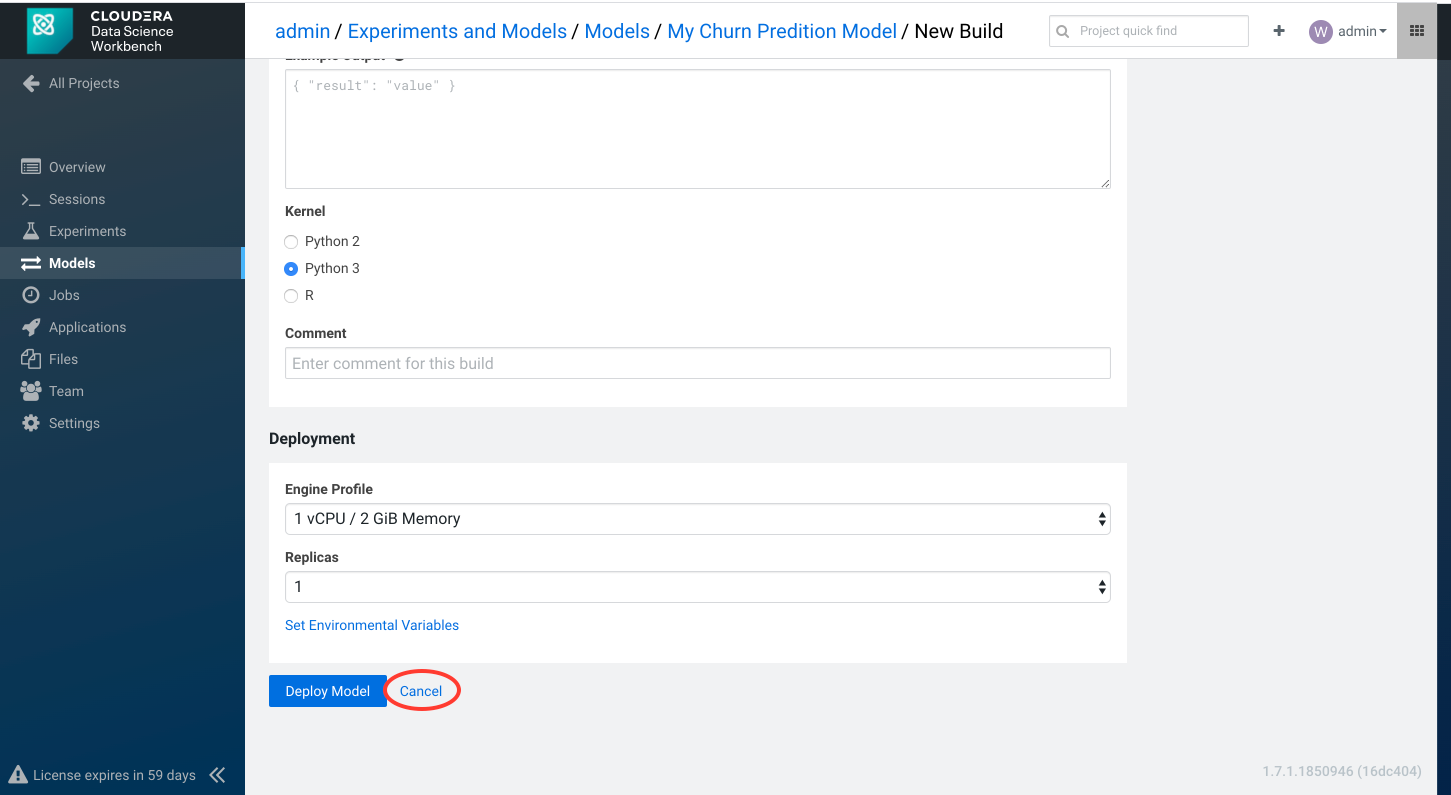 CLOUDERA
Data Science
Workbench
admin / Experiments and Models / Models / My Churn Predition Model / New Build
Project quick find
W admin
All Projects
Overview
Sessions
Experiments
Models
Jobs
Applications
Files
Team
Settings
License expires in 59 days
Example Output
{ "result": "value" }
Kernel
Python 2
Python 3
R
Comment
Enter comment for this build
Deployment
Engine Profile
1 vCPU / 2 GiB Memory
Replicas
1
Set Environmental Variables
Deploy Model Cancel
1.7.1.1850946 (16dc404)